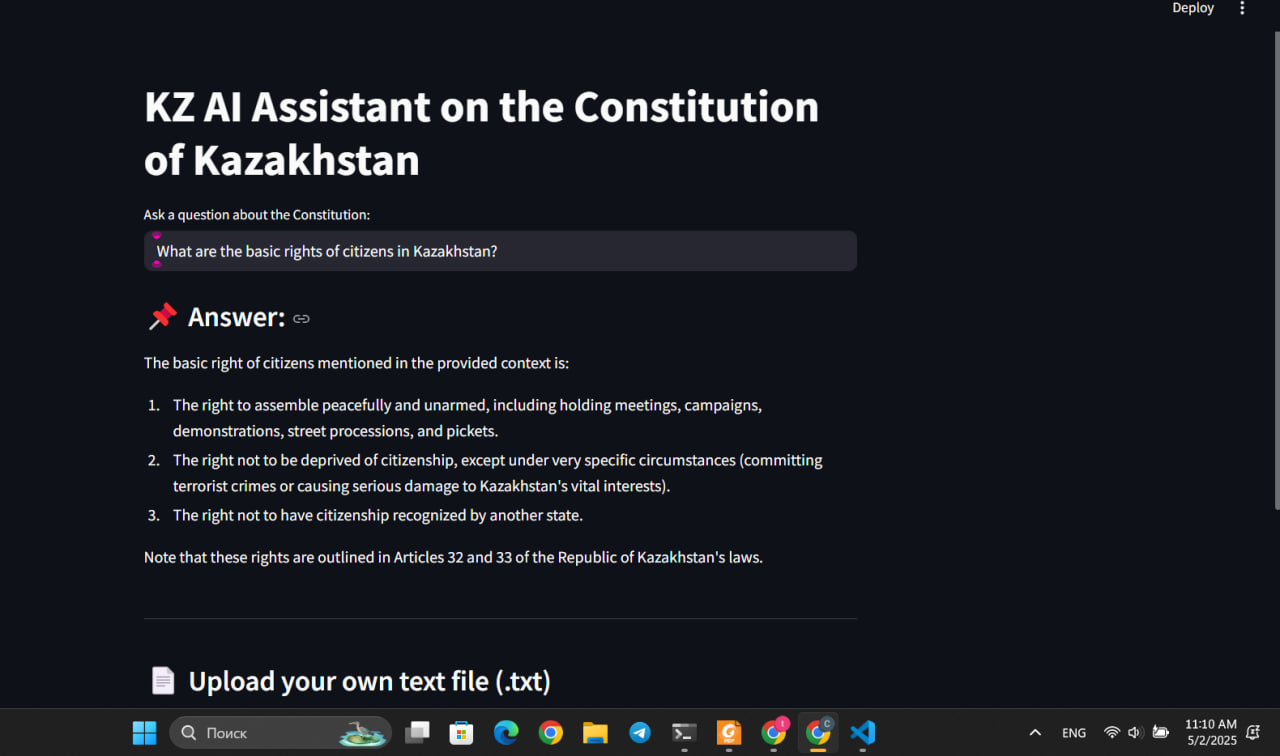 Deploy
KZ AI Assistant on the Constitution
of Kazakhstan
Ask a question about the Constitution:
What are the basic rights of citizens in Kazakhstan?
Answer:
The basic right of citizens mentioned in the provided context is:
1. The right to assemble peacefully and unarmed, including holding meetings, campaigns,
demonstrations, street processions, and pickets.
2. The right not to be deprived of citizenship, except under very specific circumstances (committing
terrorist crimes or causing serious damage to Kazakhstan's vital interests).
3. The right not to have citizenship recognized by another state.
Note that these rights are outlined in Articles 32 and 33 of the Republic of Kazakhstan's laws.
Upload your own text file (.txt)
Поиск
ENG
11:10 AM
5/2/2025